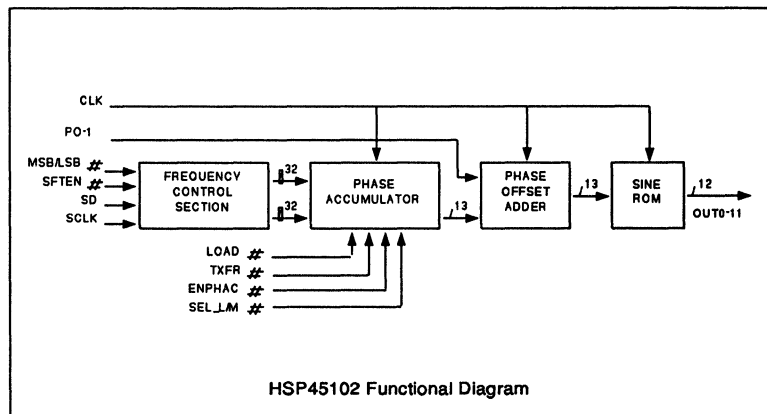 CLK
PO-1
MSB/LSB #
SFTEN #
SD
SCLK
FREQUENCY
CONTROL
SECTION
32
32
PHASE
ACCUMULATOR
13
PHASE
OFFSET
ADDER
13
SINE
ROM
12
OUT0-11
LOAD #
TXFR #
ENPHAC #
SEL_L/M #
HSP45102 Functional Diagram